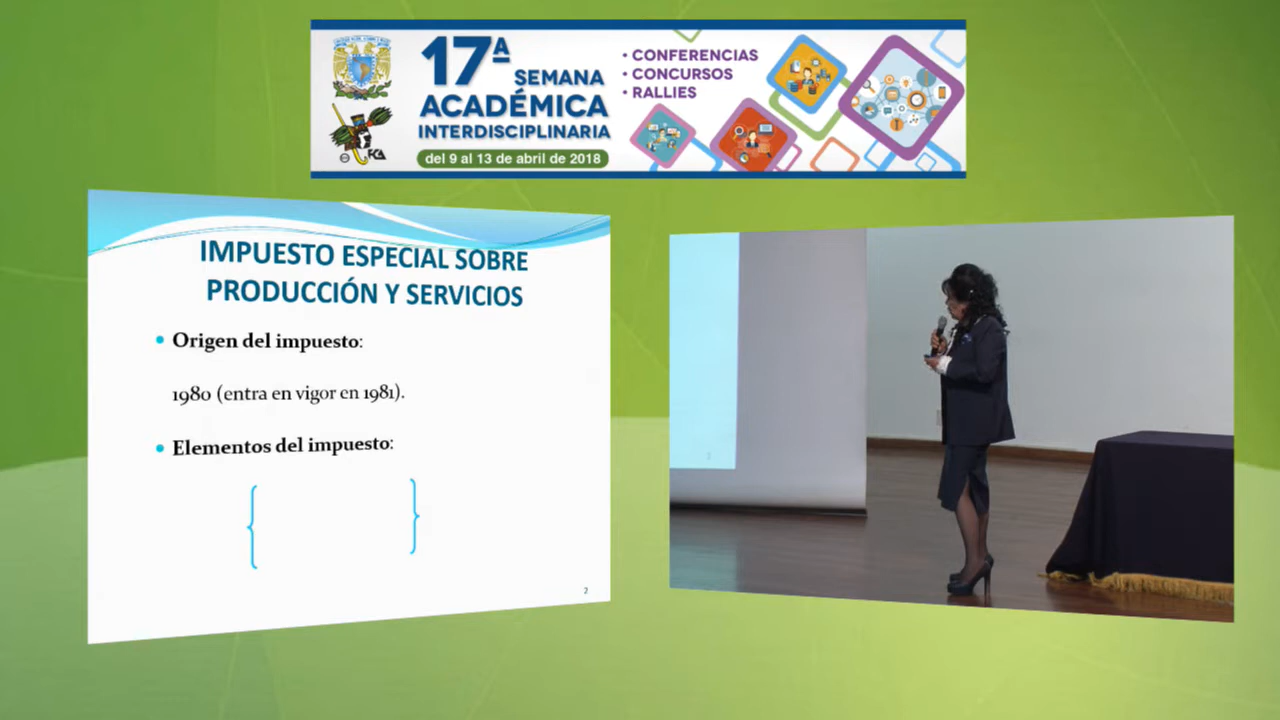 17ª
SEMANA
ACADÉMICA
INTERDISCIPLINARIA
del 9 al 13 de abril de 2018
• CONFERENCIAS
• CONCURSOS
• RALLIES
FCA
IMPUESTO ESPECIAL SOBRE
PRODUCCIÓN Y SERVICIOS
• Origen del impuesto:
1980 (entra en vigor en 1981).
• Elementos del impuesto:
{ }
2